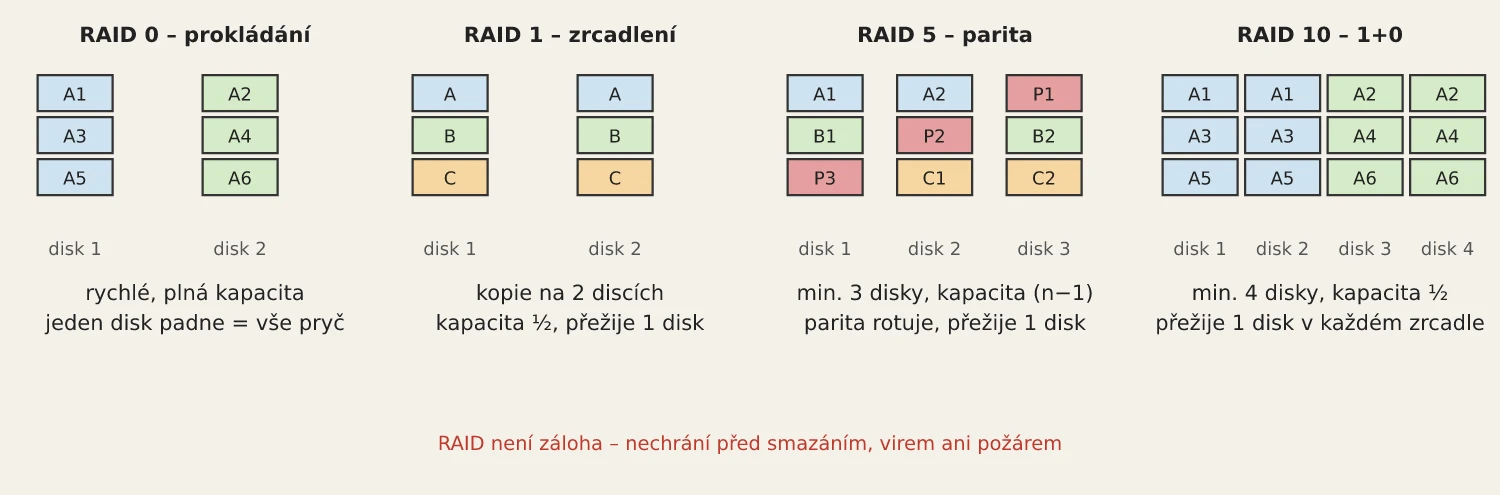 RAID 0 – prokládání
A1 A2
A3 A4
A5 A6
disk 1 disk 2
rychlé, plná kapacita
jeden disk padne = vše pryč
RAID 1 – zrcadlení
A A
B B
C C
disk 1 disk 2
kopie na 2 discích
kapacita ½, přežije 1 disk
RAID 5 – parita
A1 A2 P1
B1 P2 B2
P3 C1 C2
disk 1 disk 2 disk 3
min. 3 disky, kapacita (n−1)
parita rotuje, přežije 1 disk
RAID 10 – 1+0
A1 A1 A2 A2
A3 A3 A4 A4
A5 A5 A6 A6
disk 1 disk 2 disk 3 disk 4
min. 4 disky, kapacita ½
přežije 1 disk v každém zrcadle
RAID není záloha – nechrání před smazáním, virem ani požárem